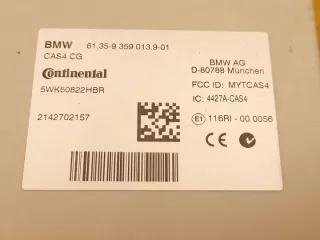 BMW 61.35-9 359 013.9-01
CAS4 CG
Continental
5WK50822HBR
2142702157
BMW AG
D-80788 München
FCC ID: MYTCAS4
IC: 4427A-CAS4
E1 116RI - 00 0056